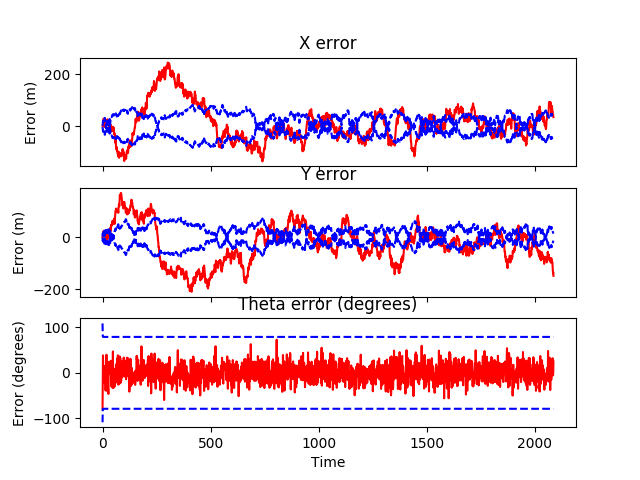 X error
200
0
Error (m)
Y error
0
−200
Error (m)
Theta error (degrees)
100
0
−100
Error (degrees)
0 500 1000 1500 2000
Time